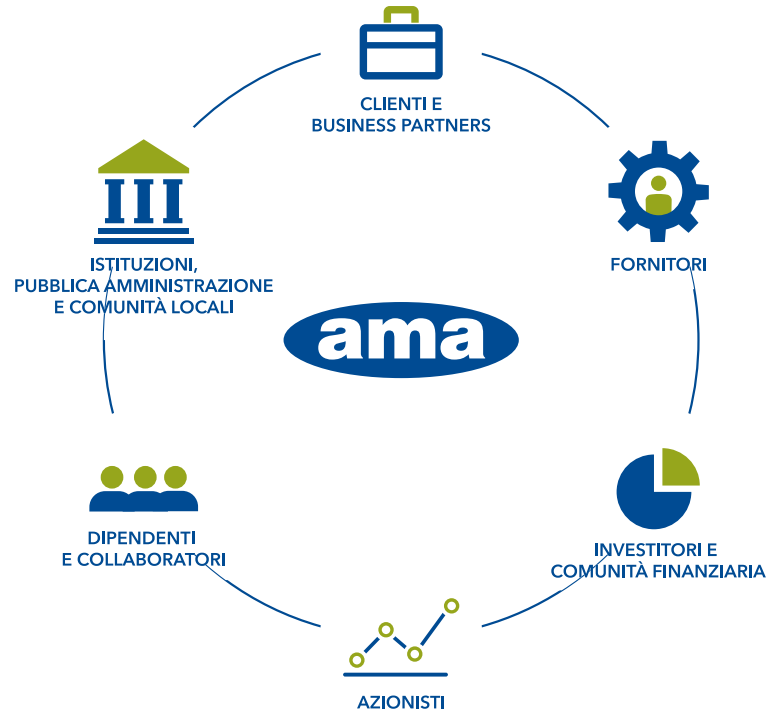 CLIENTI E
BUSINESS PARTNERS
FORNITORI
ISTITUZIONI,
PUBBLICA AMMINISTRAZIONE
E COMUNITÀ LOCALI
ama
DIPENDENTI
E COLLABORATORI
INVESTITORI E
COMUNITÀ FINANZIARIA
AZIONISTI